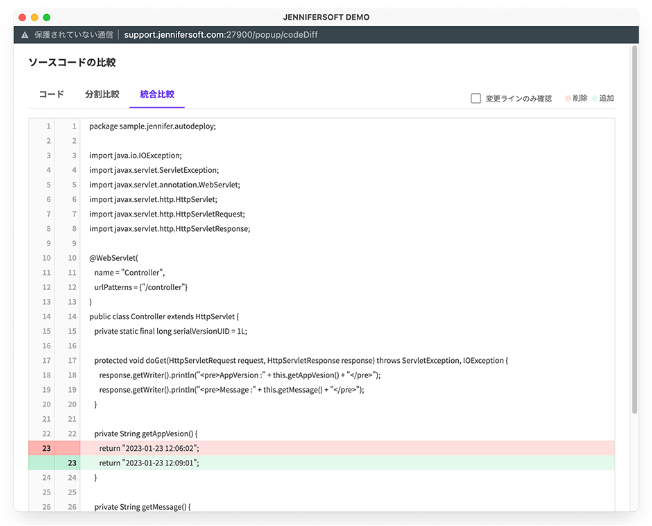 JENNIFERSOFT DEMO
保護されていない通信 | support.jennifersoft.com:27900/popup/codeDiff
ソースコードの比較
コード 分割比較 統合比較
変更ラインのみ確認 削除 追加
1 1 package sample.jennifer.autodeploy;
2 2
3 3 import java.io.IOException;
4 4 import javax.servlet.ServletException;
5 5 import javax.servlet.annotation.WebServlet;
6 6 import javax.servlet.http.HttpServlet;
7 7 import javax.servlet.http.HttpServletRequest;
8 8 import javax.servlet.http.HttpServletResponse;
9 9
10 10 @WebServlet(
11 11 name = "Controller",
12 12 urlPatterns = {"/controller"}
13 13 )
14 14 public class Controller extends HttpServlet {
15 15 private static final long serialVersionUID = 1L;
16 16
17 17 protected void doGet(HttpServletRequest request, HttpServletResponse response) throws ServletException, IOException {
18 18 response.getWriter().println("<pre>AppVersion :" + this.getAppVesion() + "</pre>");
19 19 response.getWriter().println("<pre>Message :" + this.getMessage() + "</pre>");
20 20 }
21 21
22 22 private String getAppVesion() {
23 return "2023-01-23 12:06:02";
23 return "2023-01-23 12:09:01";
24 24 }
25 25
26 26 private String getMessage() {